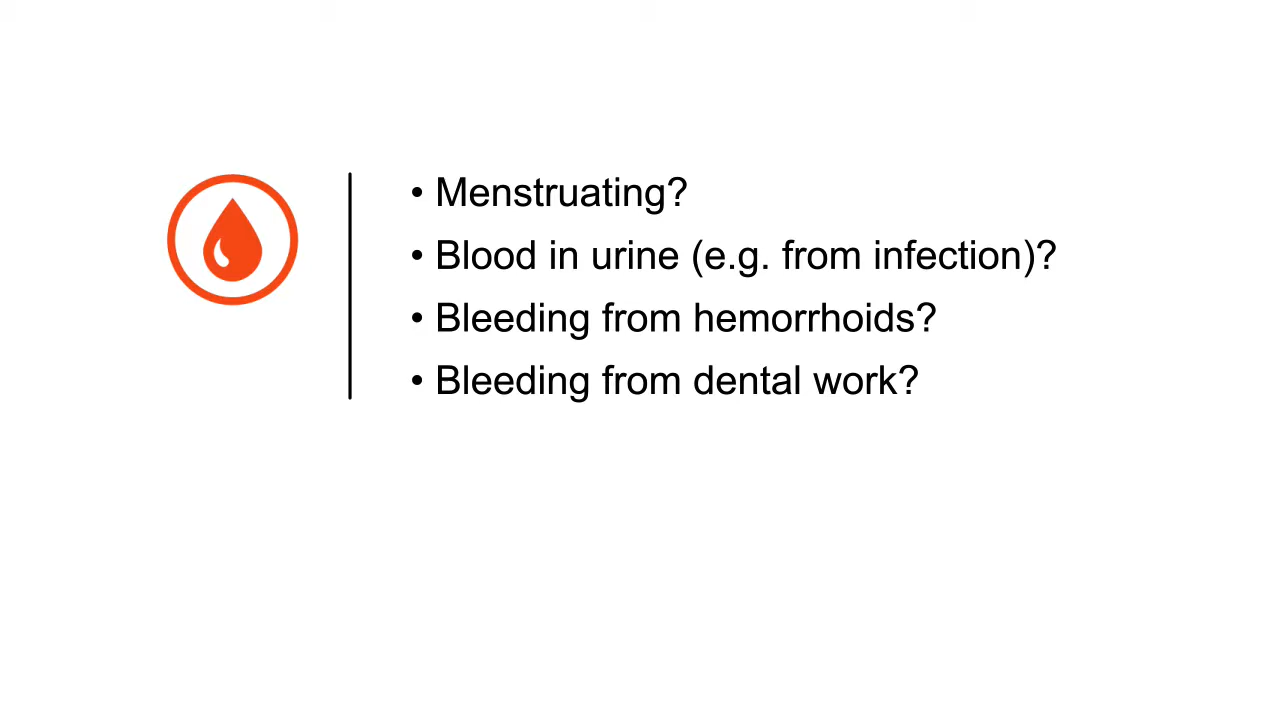 • Menstruating?
• Blood in urine (e.g. from infection)?
• Bleeding from hemorrhoids?
• Bleeding from dental work?